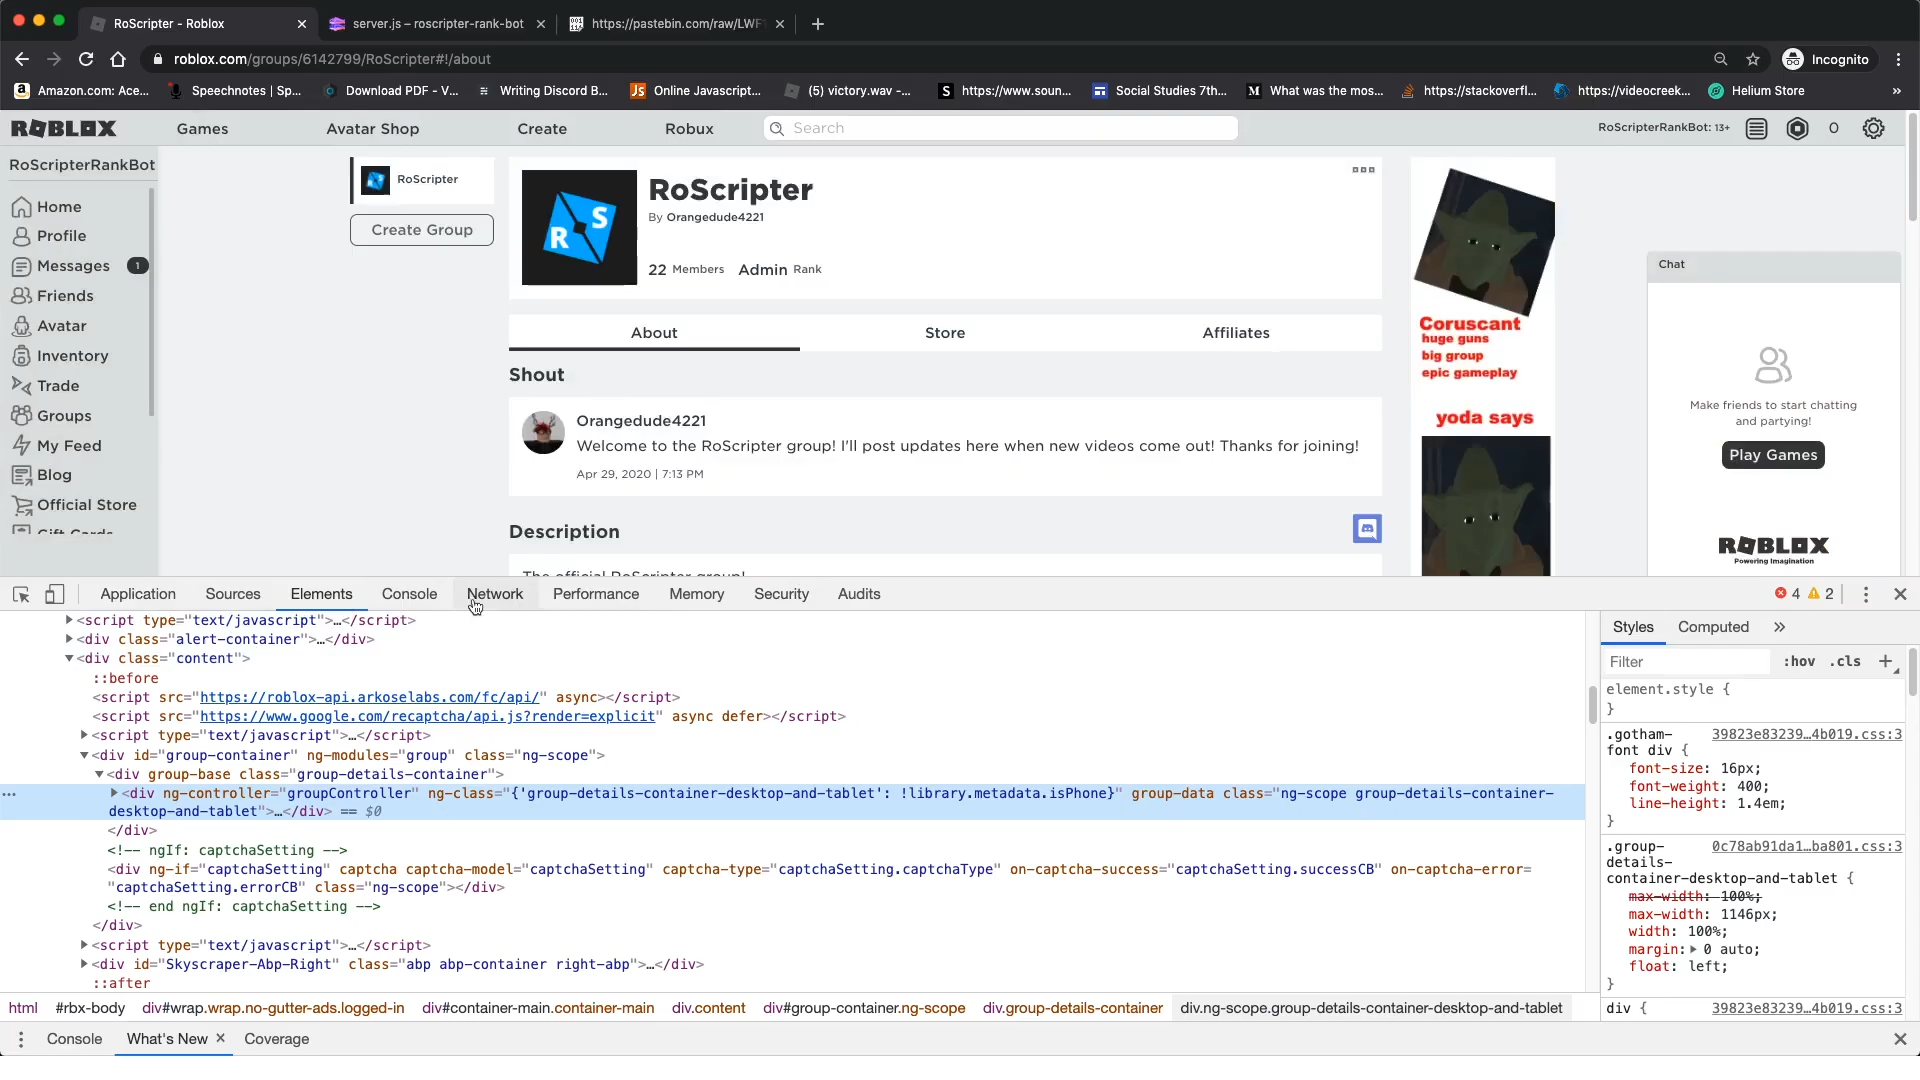 RoScripter - Roblox
server.js – roscripter-rank-bot
https://pastebin.com/raw/LWF
roblox.com/groups/6142799/RoScripter#!/about
Incognito
Amazon.com: Ace...
Speechnotes | Sp...
Download PDF - V...
Writing Discord B...
JS Online Javascript...
(5) victory.wav -...
S https://www.soun...
Social Studies 7th...
M What was the mos...
https://stackoverfl...
https://videocreek...
Helium Store
»
ROBLOX
Games
Avatar Shop
Create
Robux
Search
RoScripterRankBot: 13+
0
RoScripterRankBot
Home
Profile
Messages
1
Friends
Avatar
Inventory
Trade
Groups
My Feed
Blog
Official Store
Gift Cards
RoScripter
Create Group
R S
RoScripter
By Orangedude4221
22 Members Admin Rank
About
Store
Affiliates
Shout
Orangedude4221
Welcome to the RoScripter group! I'll post updates here when new videos come out! Thanks for joining!
Apr 29, 2020 | 7:13 PM
Description
The official RoScripter group!
Coruscant
huge guns
big group
epic gameplay
yoda says
Chat
Make friends to start chatting
and partying!
Play Games
ROBLOX
Powering Imagination
Application
Sources
Elements
Console
Network
Performance
Memory
Security
Audits
4
2
<script type="text/javascript">…</script>
<div class="alert-container">…</div>
<div class="content">
::before
<script src="https://roblox-api.arkoselabs.com/fc/api/" async></script>
<script src="https://www.google.com/recaptcha/api.js?render=explicit" async defer></script>
<script type="text/javascript">…</script>
<div id="group-container" ng-modules="group" class="ng-scope">
<div group-base class="group-details-container">
<div ng-controller="groupController" ng-class="{'group-details-container-desktop-and-tablet': !library.metadata.isPhone}" group-data class="ng-scope group-details-container-
desktop-and-tablet">…</div> == $0
</div>
<!-- ngIf: captchaSetting -->
<div ng-if="captchaSetting" captcha captcha-model="captchaSetting" captcha-type="captchaSetting.captchaType" on-captcha-success="captchaSetting.successCB" on-captcha-error=
"captchaSetting.errorCB" class="ng-scope"></div>
<!-- end ngIf: captchaSetting -->
</div>
<script type="text/javascript">…</script>
<div id="Skyscraper-Abp-Right" class="abp abp-container right-abp">…</div>
::after
Styles
Computed
»
Filter
:hov
.cls
+
element.style {
}
.gotham- 39823e83239…4b019.css:3
font div {
font-size: 16px;
font-weight: 400;
line-height: 1.4em;
}
.group- 0c78ab91da1…ba801.css:3
details-
container-desktop-and-tablet {
max-width: 100%;
max-width: 1146px;
width: 100%;
margin: 0 auto;
float: left;
}
div { 39823e83239…4b019.css:3
html
#rbx-body
div#wrap.wrap.no-gutter-ads.logged-in
div#container-main.container-main
div.content
div#group-container.ng-scope
div.group-details-container
div.ng-scope.group-details-container-desktop-and-tablet
Console
What's New
Coverage